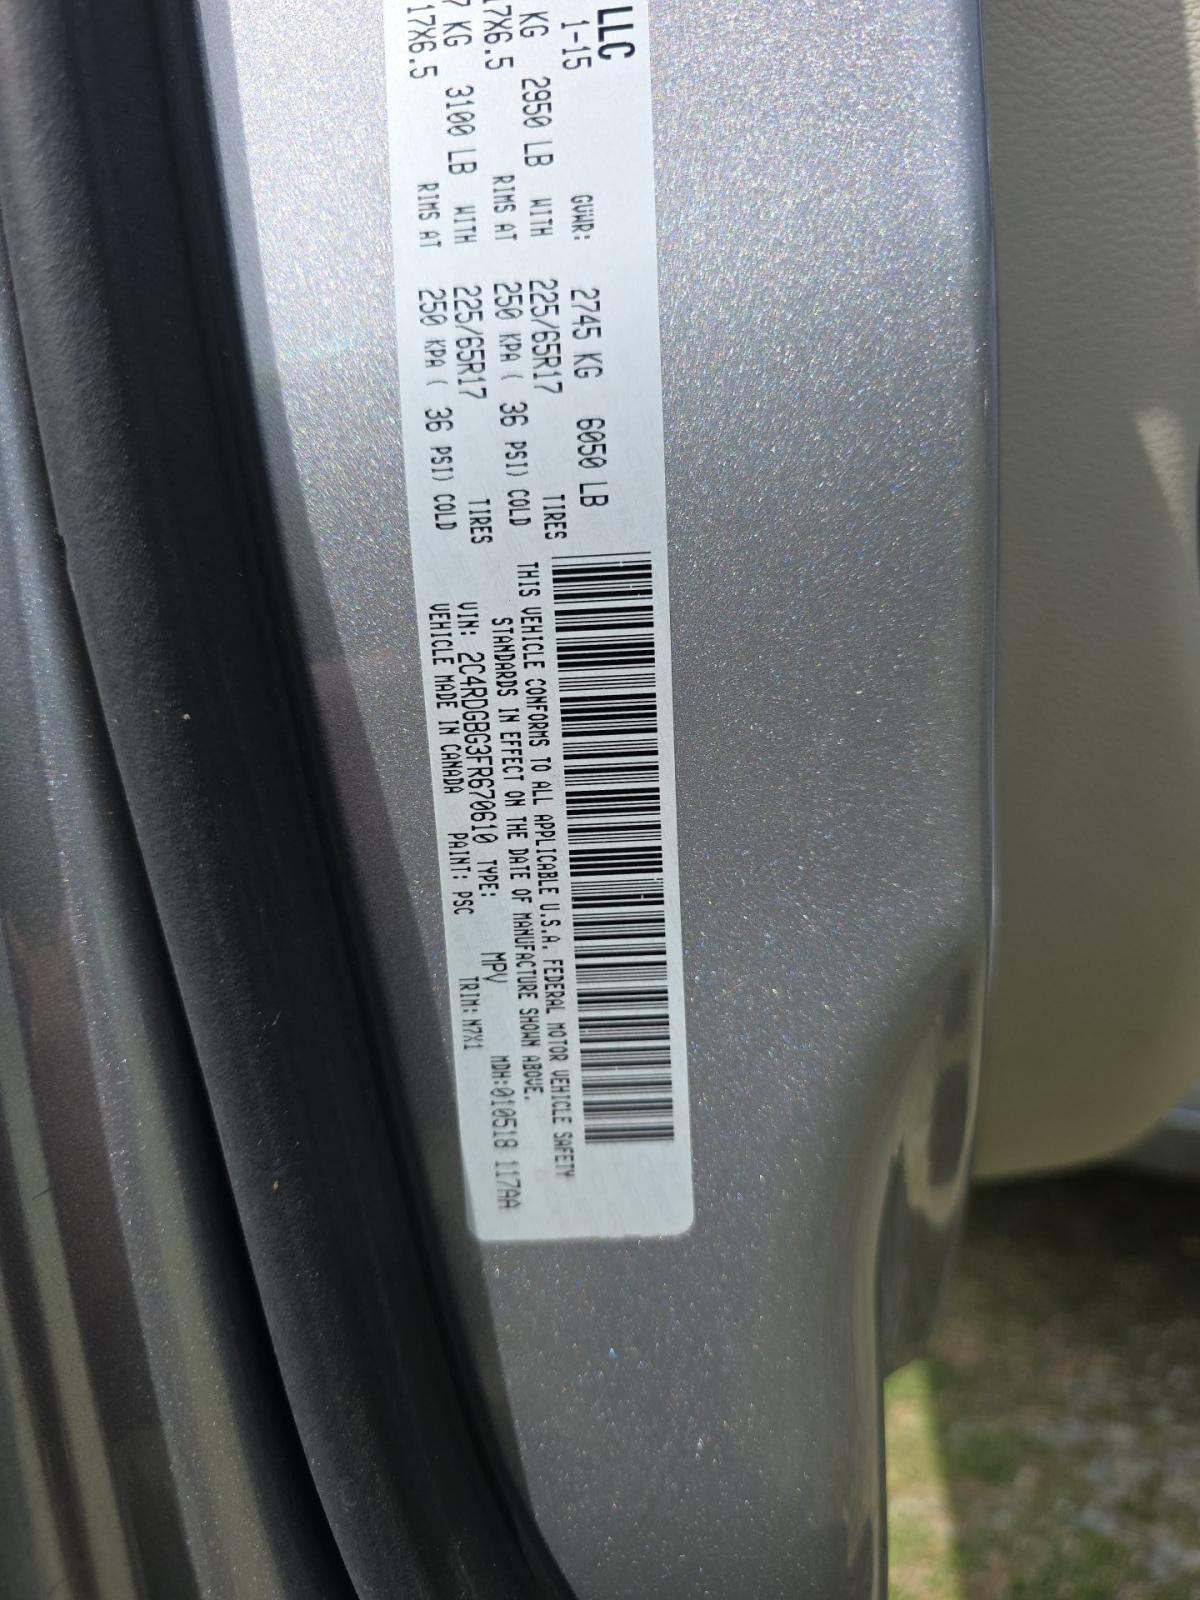 LLC
1-15 GVWR: 2745 KG 6050 LB
KG 2950 LB WITH 225/65R17 TIRES
17X6.5 RIMS AT 250 KPA ( 36 PSI) COLD
7 KG 3100 LB WITH 225/65R17 TIRES
17X6.5 RIMS AT 250 KPA ( 36 PSI) COLD
THIS VEHICLE CONFORMS TO ALL APPLICABLE U.S.A. FEDERAL MOTOR VEHICLE SAFETY
STANDARDS IN EFFECT ON THE DATE OF MANUFACTURE SHOWN ABOVE.
VIN: 2C4RDGBG3FR670610 TYPE: MPV MDH:010518 117AA
VEHICLE MADE IN CANADA PAINT: PSC TRIM: N7X1